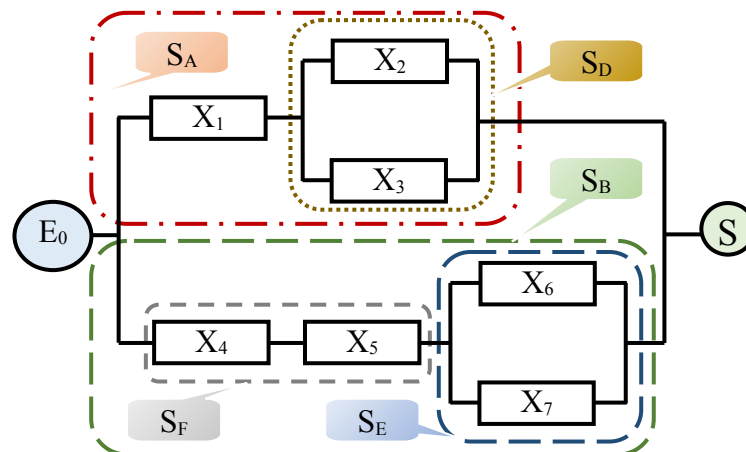 S_A
X_2
S_D
X_1
X_3
S_B
E_0
S
X_6
X_4
X_5
X_7
S_F
S_E